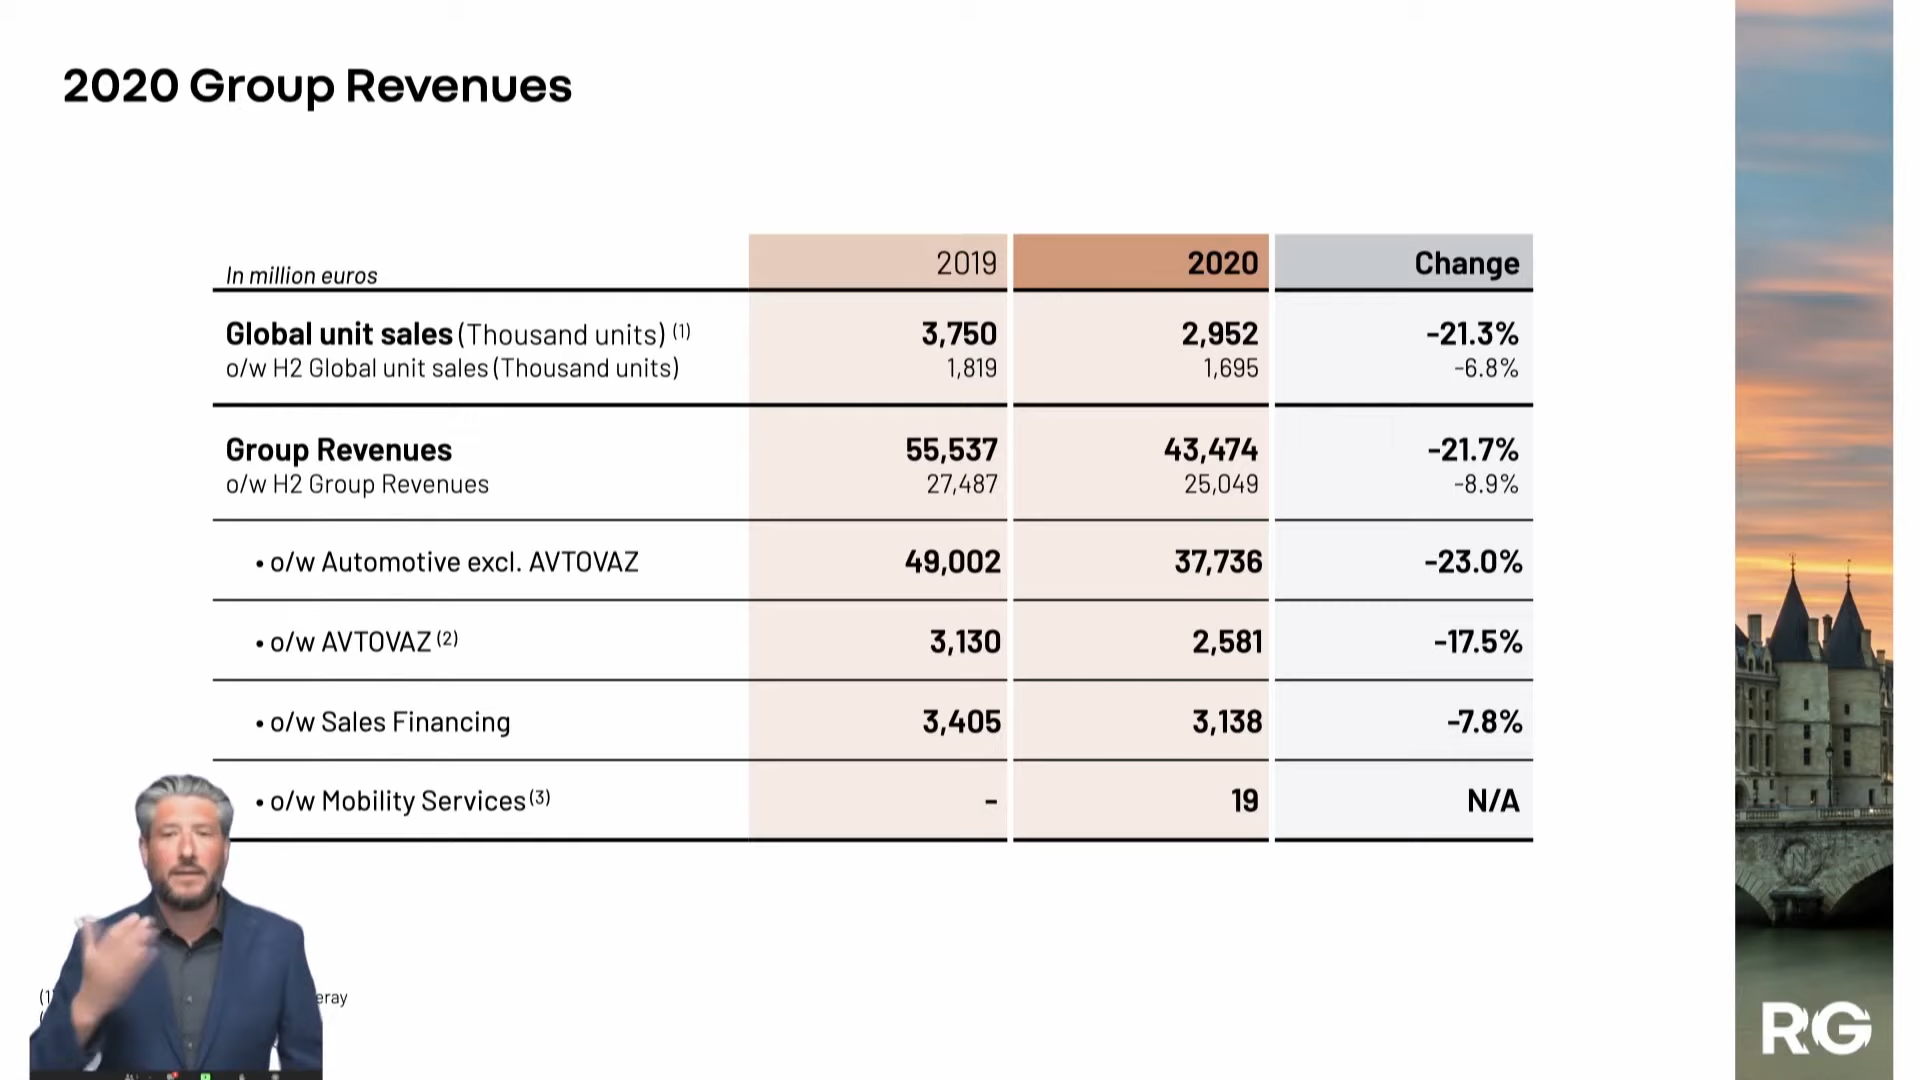 2020 Group Revenues
In million euros 2019 2020 Change
Global unit sales (Thousand units) (1) 3,750 2,952 -21.3%
o/w H2 Global unit sales (Thousand units) 1,819 1,695 -6.8%
Group Revenues 55,537 43,474 -21.7%
o/w H2 Group Revenues 27,487 25,049 -8.9%
• o/w Automotive excl. AVTOVAZ 49,002 37,736 -23.0%
• o/w AVTOVAZ (2) 3,130 2,581 -17.5%
• o/w Sales Financing 3,405 3,138 -7.8%
• o/w Mobility Services (3) - 19 N/A
RG